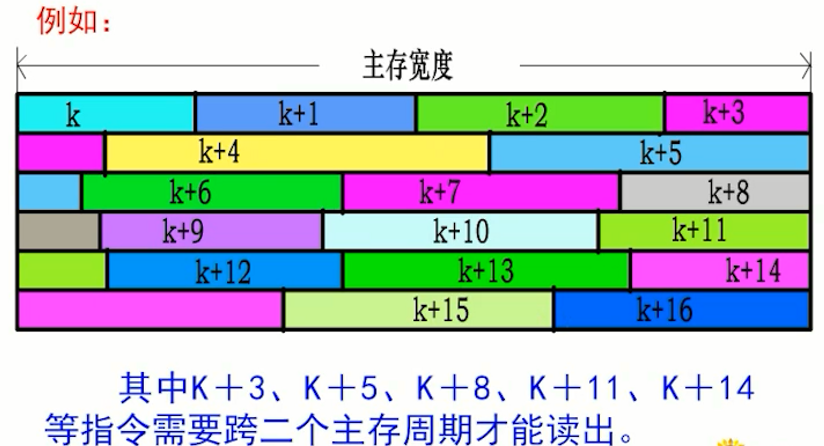 例如：
主存宽度
k k+1 k+2 k+3
k+4 k+5
k+6 k+7 k+8
k+9 k+10 k+11
k+12 k+13 k+14
k+15 k+16
其中K＋3、K＋5、K＋8、K＋11、K＋14
等指令需要跨二个主存周期才能读出。